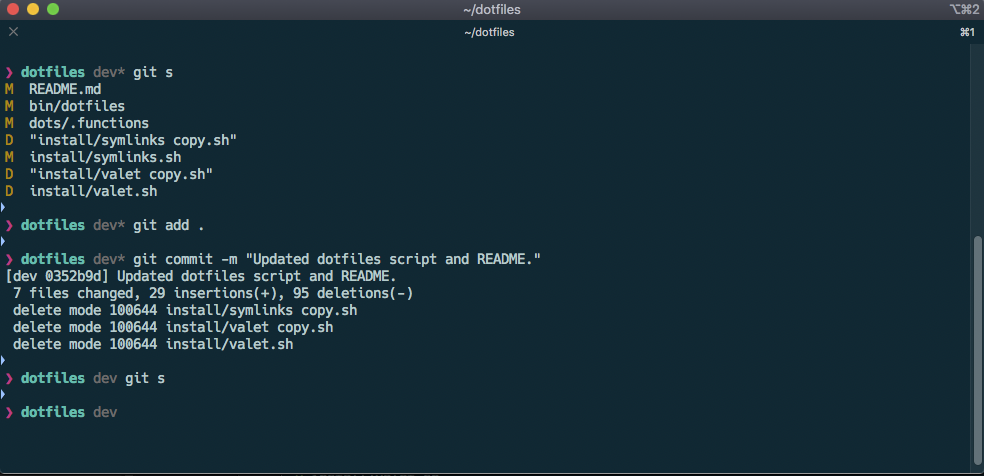 ~/dotfiles
⌥⌘2
~/dotfiles
⌘1
❯ dotfiles dev* git s
M  README.md
M  bin/dotfiles
M  dots/.functions
D  "install/symlinks copy.sh"
M  install/symlinks.sh
D  "install/valet copy.sh"
D  install/valet.sh
❯ dotfiles dev* git add .
❯ dotfiles dev* git commit -m "Updated dotfiles script and README."
[dev 0352b9d] Updated dotfiles script and README.
 7 files changed, 29 insertions(+), 95 deletions(-)
 delete mode 100644 install/symlinks copy.sh
 delete mode 100644 install/valet copy.sh
 delete mode 100644 install/valet.sh
❯ dotfiles dev git s
❯ dotfiles dev